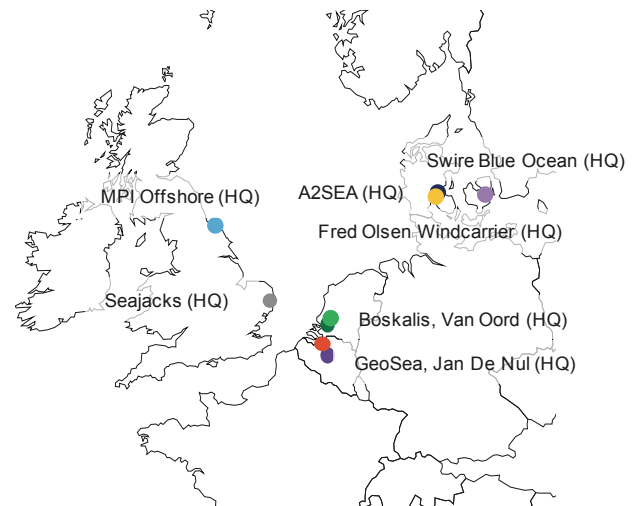 Swire Blue Ocean (HQ)
MPI Offshore (HQ)
A2SEA (HQ)
Fred Olsen Windcarrier (HQ)
Seajacks (HQ)
Boskalis, Van Oord (HQ)
GeoSea, Jan De Nul (HQ)